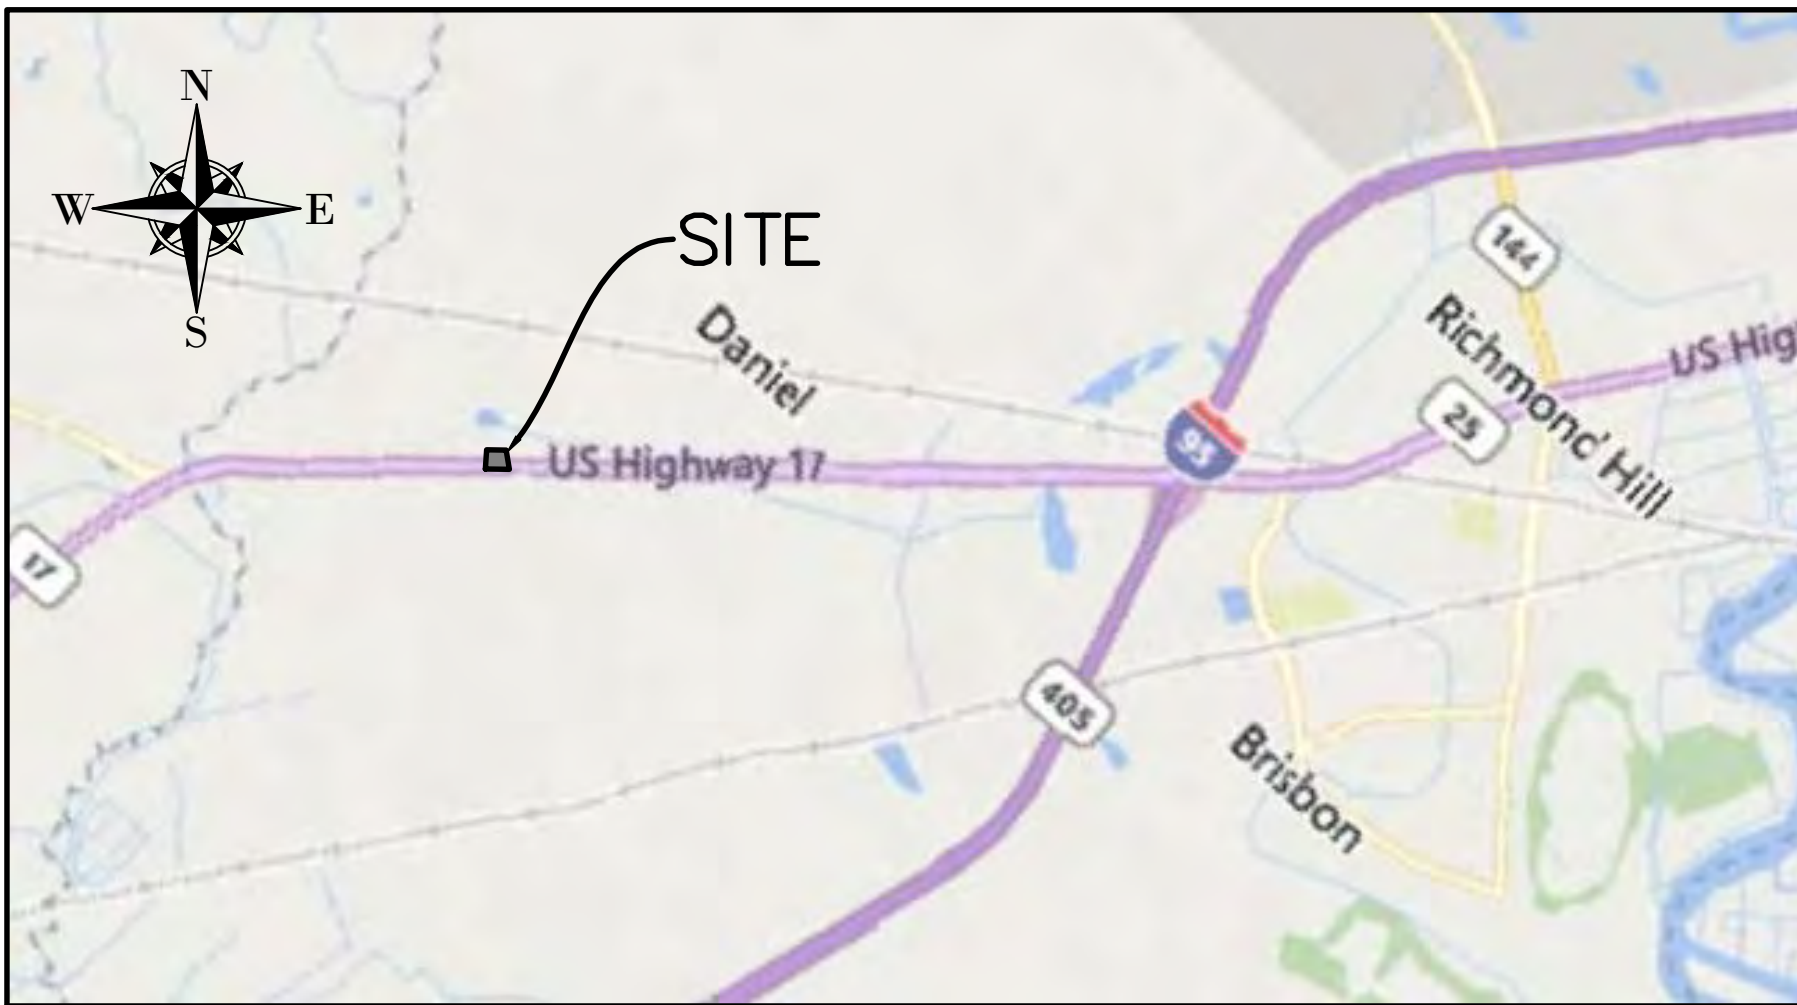 N
W
E
S
SITE
144
Daniel
Richmond Hill
US Hig
25
95
US Highway 17
17
405
Brisbon